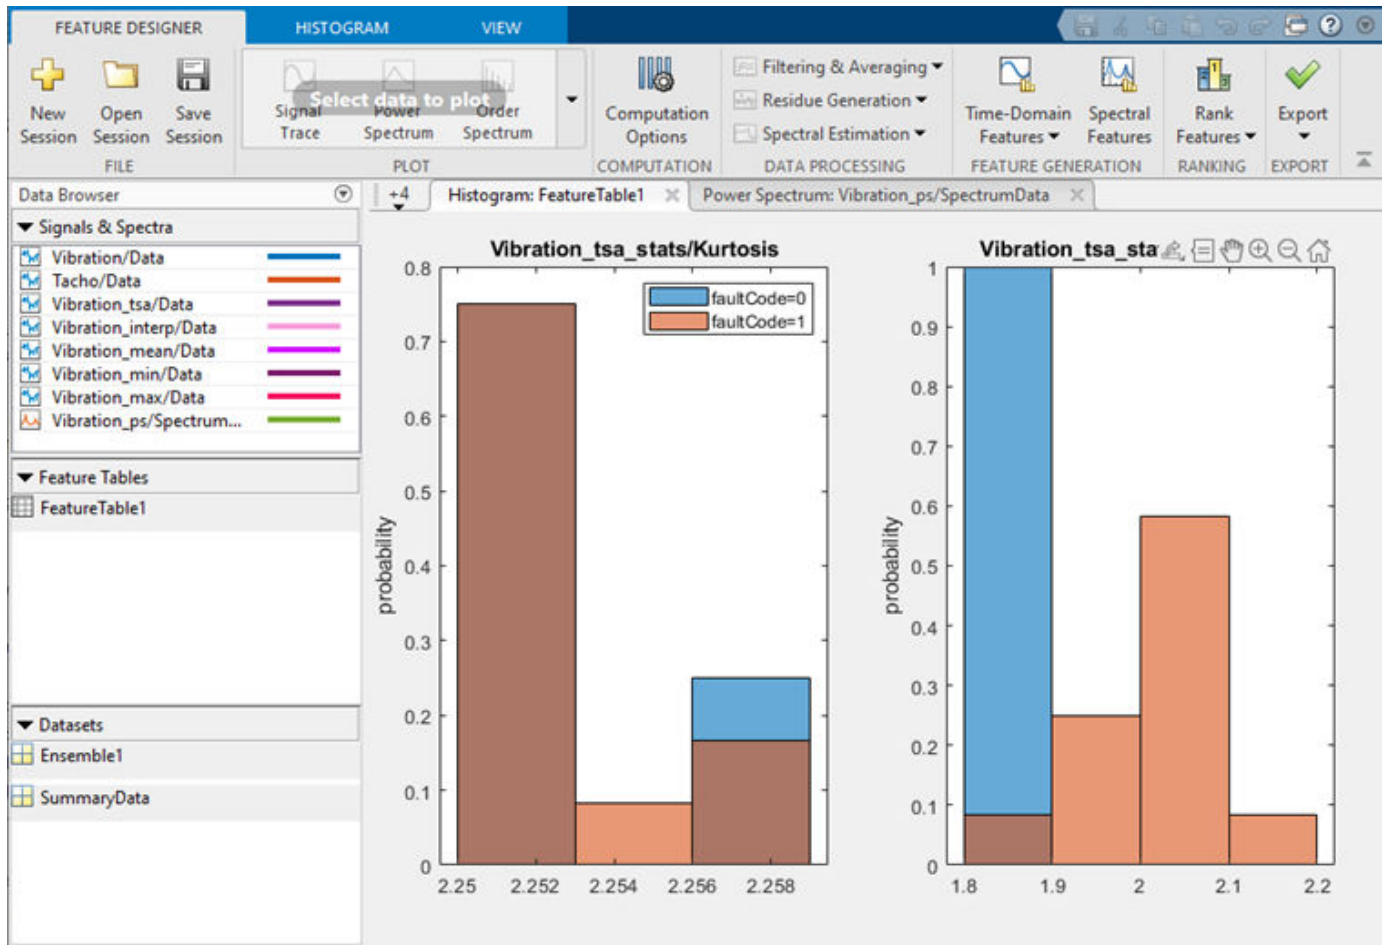 FEATURE DESIGNER HISTOGRAM VIEW
Select data to plot
New Session
Open Session
Save Session
Signal Trace
Power Spectrum
Order Spectrum
Computation Options
Filtering & Averaging
Residue Generation
Spectral Estimation
Time-Domain Features
Spectral Features
Rank Features
Export
FILE PLOT COMPUTATION DATA PROCESSING FEATURE GENERATION RANKING EXPORT
Data Browser
+4 Histogram: FeatureTable1 Power Spectrum: Vibration_ps/SpectrumData
Signals & Spectra
Vibration/Data
Tacho/Data
Vibration_tsa/Data
Vibration_interp/Data
Vibration_mean/Data
Vibration_min/Data
Vibration_max/Data
Vibration_ps/Spectrum...
Feature Tables
FeatureTable1
Datasets
Ensemble1
SummaryData
Vibration_tsa_stats/Kurtosis
faultCode=0
faultCode=1
probability
0.8
0.7
0.6
0.5
0.4
0.3
0.2
0.1
0
2.25 2.252 2.254 2.256 2.258
Vibration_tsa_sta
probability
1
0.9
0.8
0.7
0.6
0.5
0.4
0.3
0.2
0.1
0
1.8 1.9 2 2.1 2.2